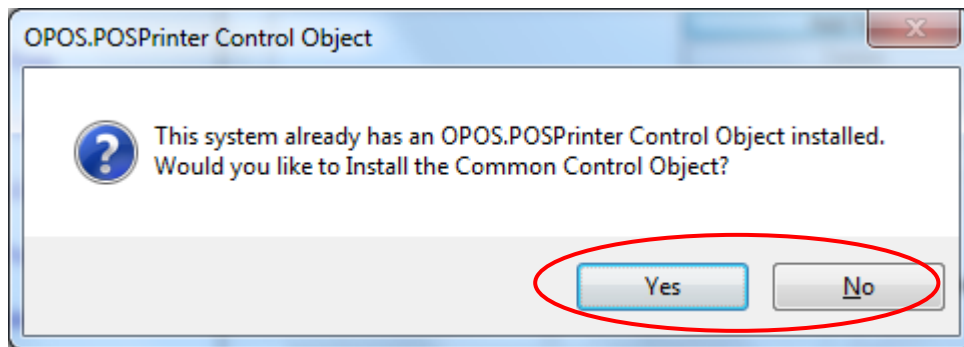 OPOS.POSPrinter Control Object
This system already has an OPOS.POSPrinter Control Object installed.
Would you like to Install the Common Control Object?
Yes
No